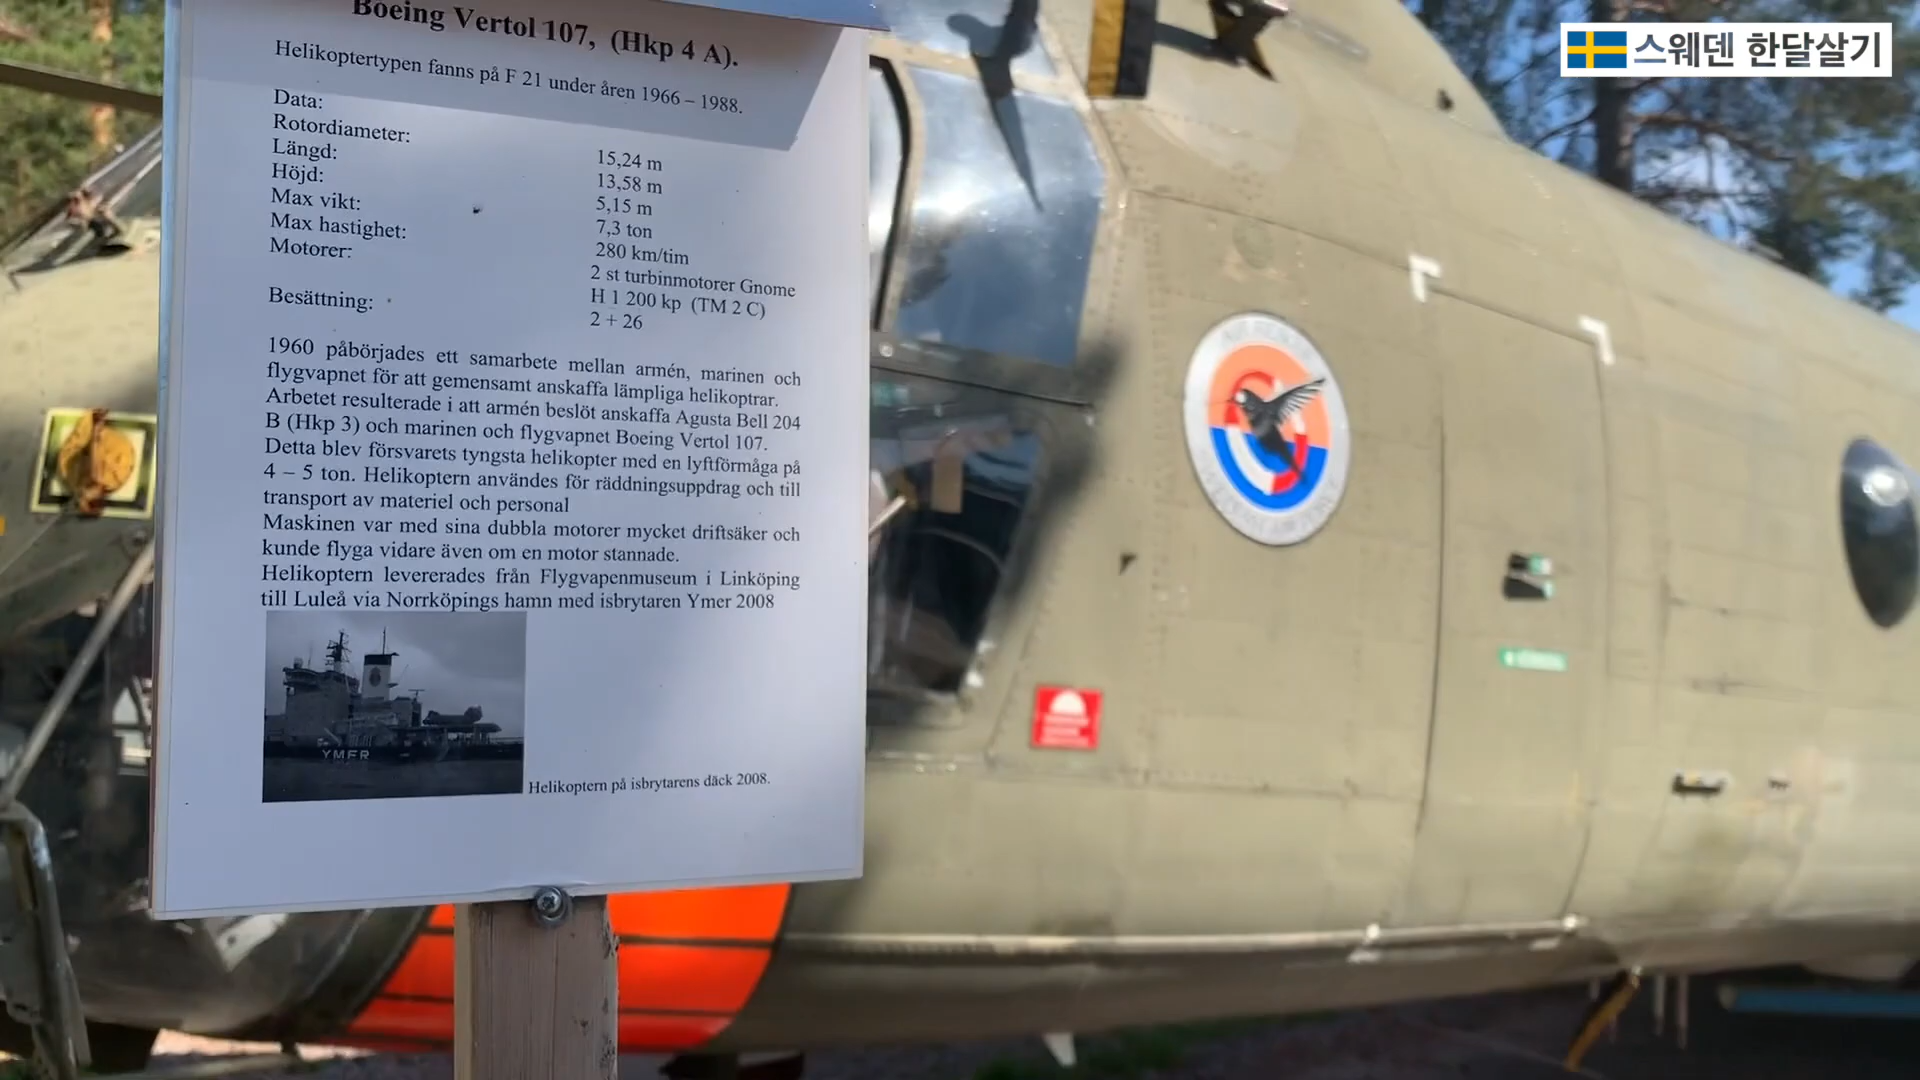 스웨덴 한달살기
Boeing Vertol 107, (Hkp 4 A).
Helikoptertypen fanns på F 21 under åren 1966 – 1988.
Data:
Rotordiameter: 15,24 m
Längd: 13,58 m
Höjd: 5,15 m
Max vikt: 7,3 ton
Max hastighet: 280 km/tim
Motorer: 2 st turbinmotorer Gnome
H 1 200 kp (TM 2 C)
Besättning: 2 + 26
1960 påbörjades ett samarbete mellan armén, marinen och
flygvapnet för att gemensamt anskaffa lämpliga helikoptrar.
Arbetet resulterade i att armén beslöt anskaffa Agusta Bell 204
B (Hkp 3) och marinen och flygvapnet Boeing Vertol 107.
Detta blev försvarets tyngsta helikopter med en lyftförmåga på
4 – 5 ton. Helikoptern användes för räddningsuppdrag och till
transport av materiel och personal
Maskinen var med sina dubbla motorer mycket driftsäker och
kunde flyga vidare även om en motor stannade.
Helikoptern levererades från Flygvapenmuseum i Linköping
till Luleå via Norrköpings hamn med isbrytaren Ymer 2008
YMER
Helikoptern på isbrytarens däck 2008.